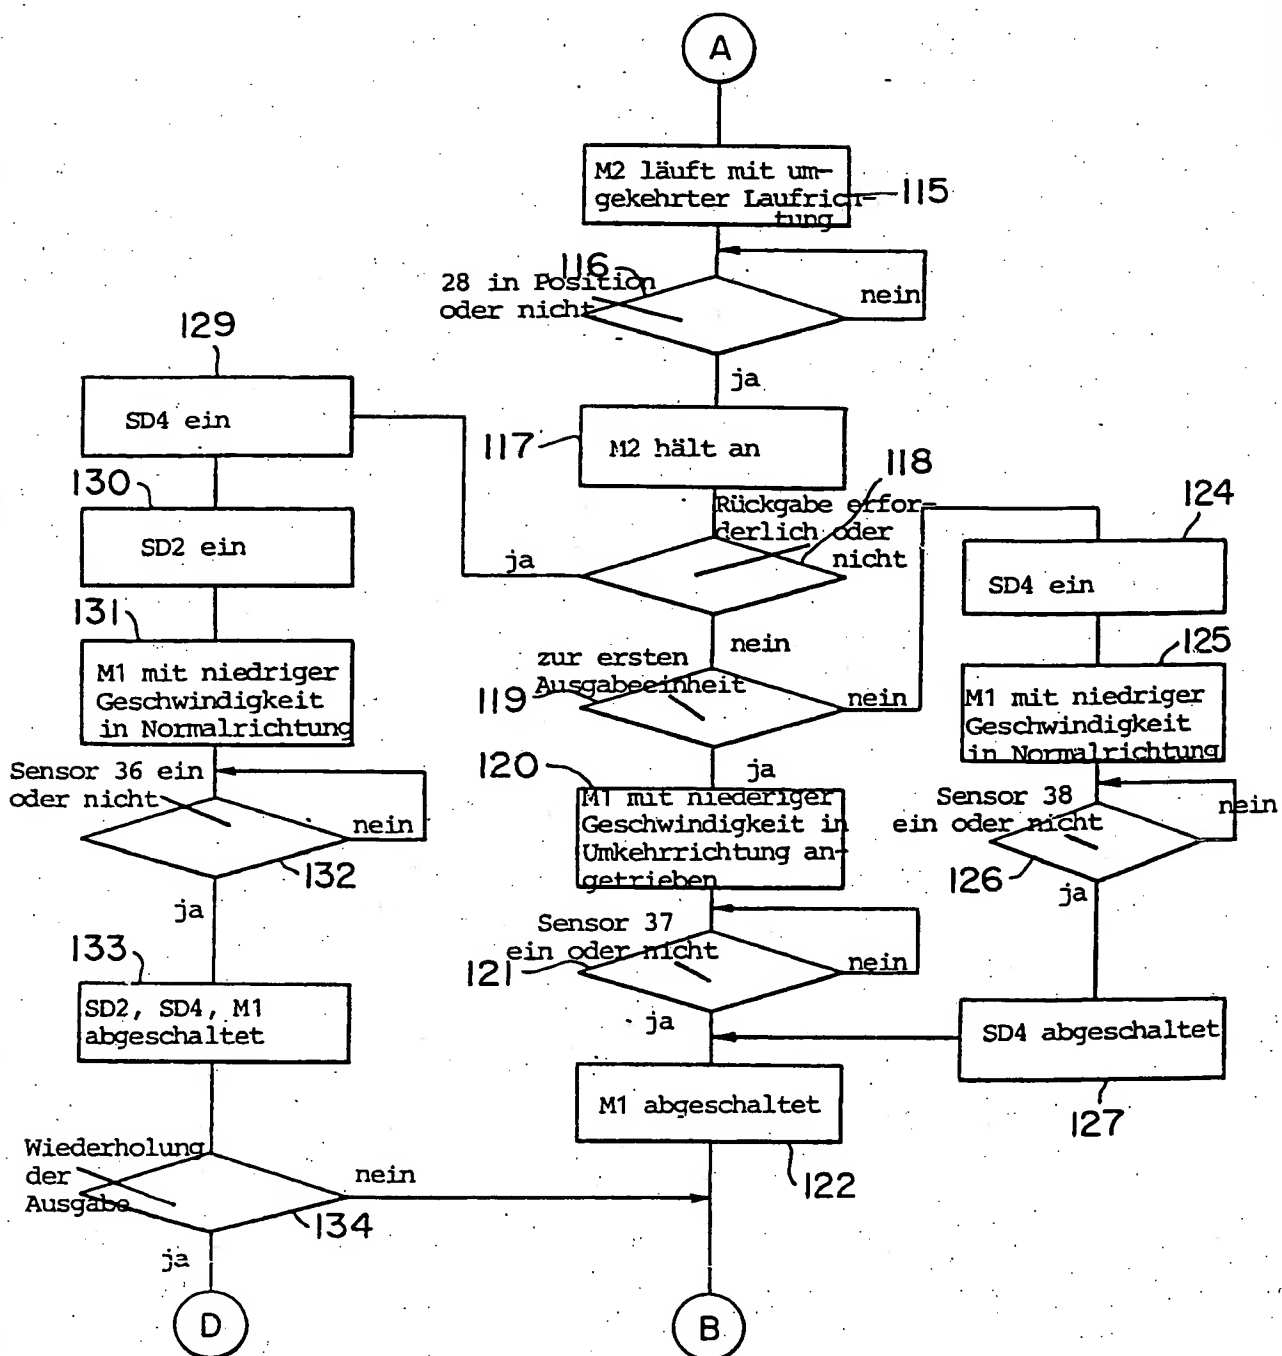 A
M2 läuft mit um-
gekehrter Laufrich-
tung
115
116
28 in Position
oder nicht
nein
ja
129
SD4 ein
117
M2 hält an
118
Rückgabe erfor-
derlich oder
nicht
ja
nein
124
SD4 ein
130
SD2 ein
131
M1 mit niedriger
Geschwindigkeit
in Normalrichtung
zur ersten
Ausgabeeinheit
119
nein
ja
125
M1 mit niedriger
Geschwindigkeit
in Normalrichtung
Sensor 36 ein
oder nicht
nein
132
ja
120
M1 mit niederiger
Geschwindigkeit in
Umkehrrichtung an-
getrieben
Sensor 38
ein oder nicht
nein
126
ja
Sensor 37
ein oder nicht
121
nein
ja
133
SD2, SD4, M1
abgeschaltet
SD4 abgeschaltet
127
M1 abgeschaltet
122
Wiederholung
der
Ausgabe
nein
134
ja
D
B